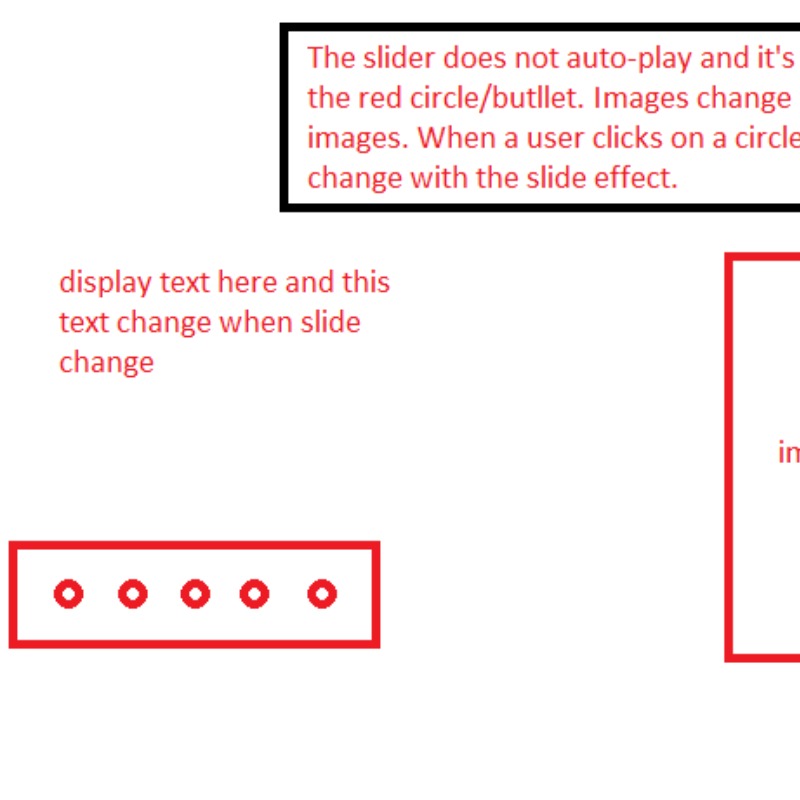 The slider does not auto-play and it's
the red circle/butllet. Images change
images. When a user clicks on a circle
change with the slide effect.
display text here and this
text change when slide
change